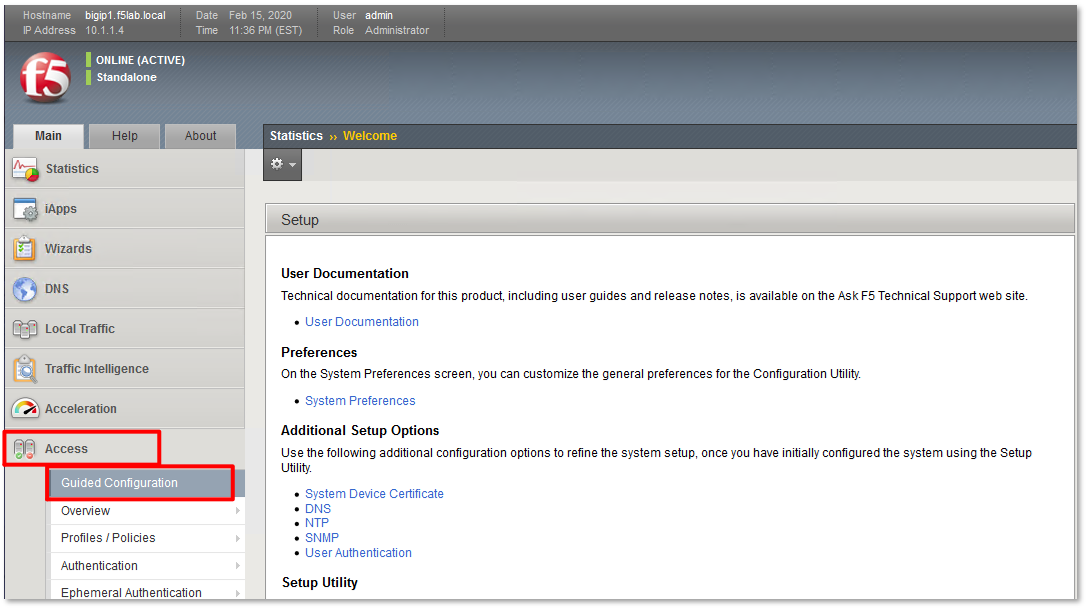 Hostname bigip1.f5lab.local Date Feb 15, 2020 User admin
IP Address 10.1.1.4 Time 11:36 PM (EST) Role Administrator
f5
ONLINE (ACTIVE)
Standalone
Main Help About
Statistics ›› Welcome
Statistics
iApps
Wizards
DNS
Local Traffic
Traffic Intelligence
Acceleration
Access
Guided Configuration
Overview
Profiles / Policies
Authentication
Ephemeral Authentication
Setup
User Documentation
Technical documentation for this product, including user guides and release notes, is available on the Ask F5 Technical Support web site.
• User Documentation
Preferences
On the System Preferences screen, you can customize the general preferences for the Configuration Utility.
• System Preferences
Additional Setup Options
Use the following additional configuration options to refine the system setup, once you have initially configured the system using the Setup
Utility.
• System Device Certificate
• DNS
• NTP
• SNMP
• User Authentication
Setup Utility